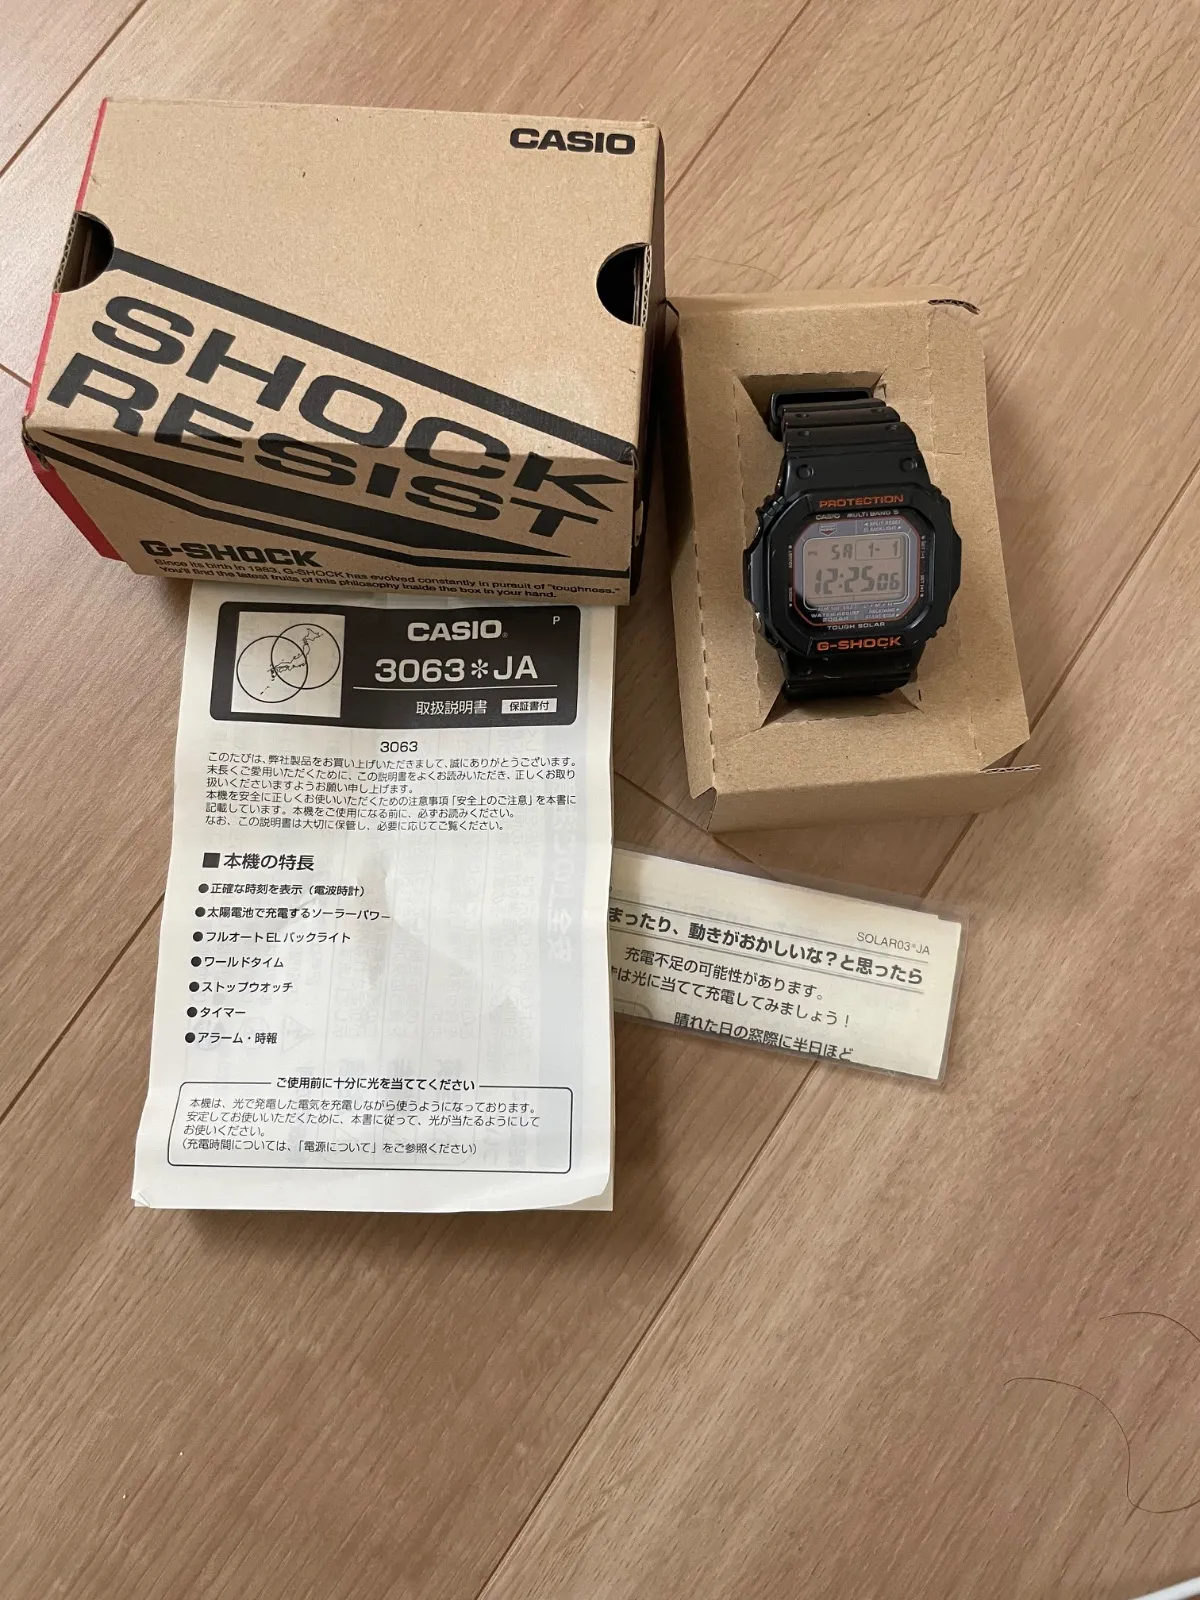 CASIO
SHOCK
RESIST
G-SHOCK
Since its birth in 1983, G-SHOCK has evolved constantly in pursuit of "toughness."
You'll find the latest fruits of this philosophy inside the box in your hand.
PROTECTION
CASIO MULTI BAND 5
SA 1- 1
12:25 06
WATER RESIST
20BAR
TOUGH SOLAR
G-SHOCK
P
CASIO®
3063*JA
取扱説明書 保証書付
3063
このたびは、弊社製品をお買い上げいただきまして、誠にありがとうございます。
末長くご愛用いただくために、この説明書をよくお読みいただき、正しくお取り
扱いくださいますようお願い申し上げます。
本機を安全に正しくお使いいただくための注意事項「安全上のご注意」を本書に
記載しています。本機をご使用になる前に、必ずお読みください。
なお、この説明書は大切に保管し、必要に応じてご覧ください。
■本機の特長
●正確な時刻を表示（電波時計）
●太陽電池で充電するソーラーパワー
●フルオートELバックライト
●ワールドタイム
●ストップウオッチ
●タイマー
●アラーム・時報
ご使用前に十分に光を当ててください
本機は、光で発電した電気を充電しながら使うようになっております。
安定してお使いいただくために、本書に従って、光が当たるようにして
お使いください。
（充電時間については、「電源について」をご参照ください）
SOLAR03*JA
まったり、動きがおかしいな？と思ったら
充電不足の可能性があります。
は光に当てて充電してみましょう！
晴れた日の窓際に半日ほど